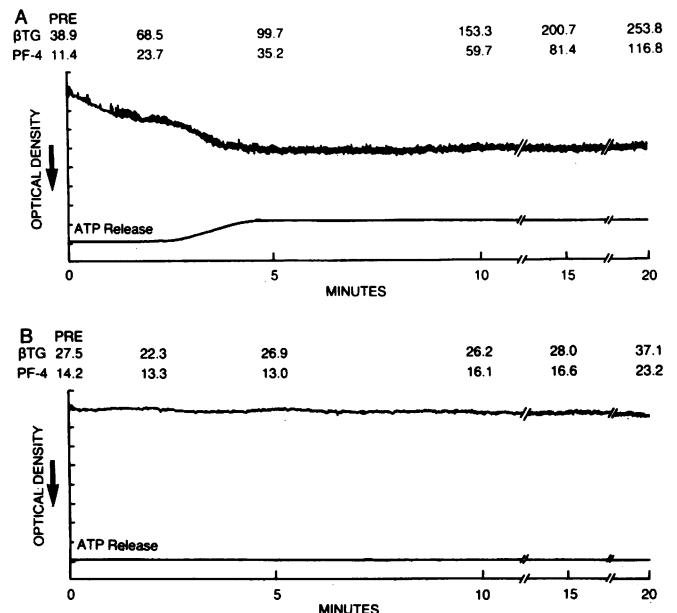 A
PRE
βTG 38.9 68.5 99.7 153.3 200.7 253.8
PF-4 11.4 23.7 35.2 59.7 81.4 116.8
OPTICAL DENSITY
ATP Release
0 5 10 15 20
MINUTES
B
PRE
βTG 27.5 22.3 26.9 26.2 28.0 37.1
PF-4 14.2 13.3 13.0 16.1 16.6 23.2
OPTICAL DENSITY
ATP Release
0 5 10 15 20
MINUTES